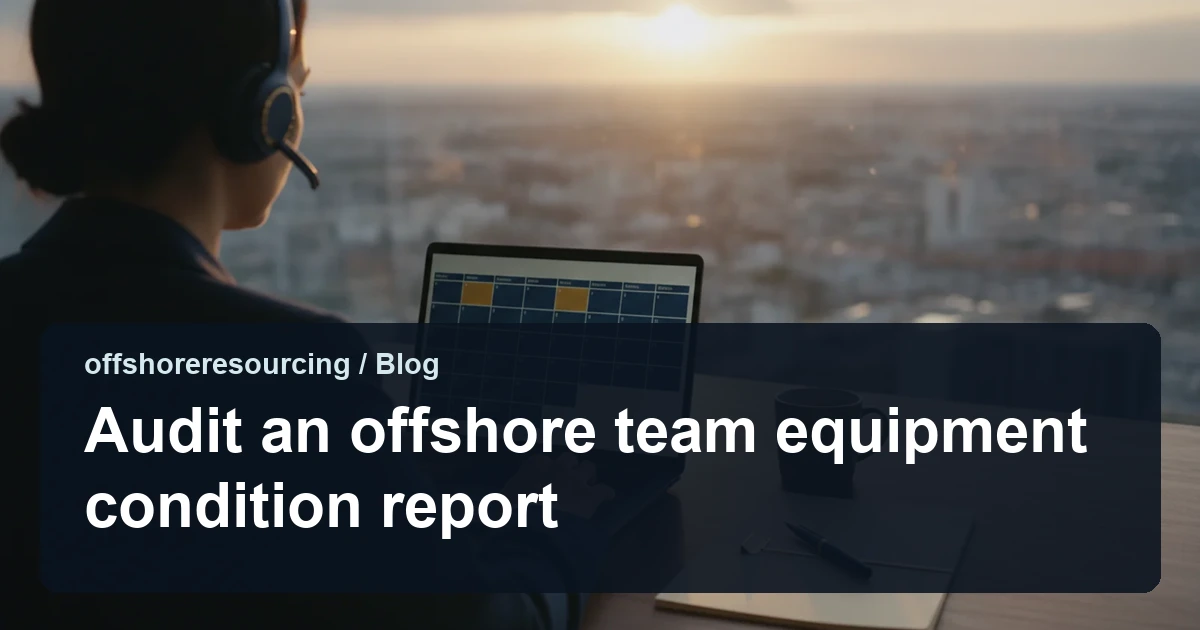 offshoreresourcing / Blog
Audit an offshore team equipment
condition report